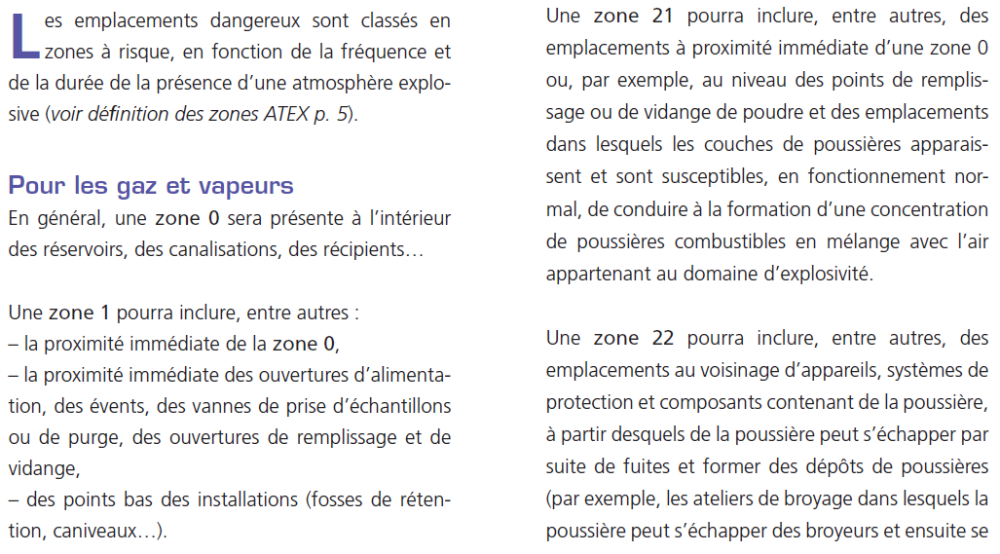 Les emplacements dangereux sont classés en
zones à risque, en fonction de la fréquence et
de la durée de la présence d’une atmosphère explo-
sive (voir définition des zones ATEX p. 5).
Pour les gaz et vapeurs
En général, une zone 0 sera présente à l’intérieur
des réservoirs, des canalisations, des récipients…
Une zone 1 pourra inclure, entre autres :
– la proximité immédiate de la zone 0,
– la proximité immédiate des ouvertures d’alimenta-
tion, des évents, des vannes de prise d’échantillons
ou de purge, des ouvertures de remplissage et de
vidange,
– des points bas des installations (fosses de réten-
tion, caniveaux…).
Une zone 21 pourra inclure, entre autres, des
emplacements à proximité immédiate d’une zone 0
ou, par exemple, au niveau des points de remplis-
sage ou de vidange de poudre et des emplacements
dans lesquels les couches de poussières apparais-
sent et sont susceptibles, en fonctionnement nor-
mal, de conduire à la formation d’une concentration
de poussières combustibles en mélange avec l’air
appartenant au domaine d’explosivité.
Une zone 22 pourra inclure, entre autres, des
emplacements au voisinage d’appareils, systèmes de
protection et composants contenant de la poussière,
à partir desquels de la poussière peut s’échapper par
suite de fuites et former des dépôts de poussières
(par exemple, les ateliers de broyage dans lesquels la
poussière peut s’échapper des broyeurs et ensuite se